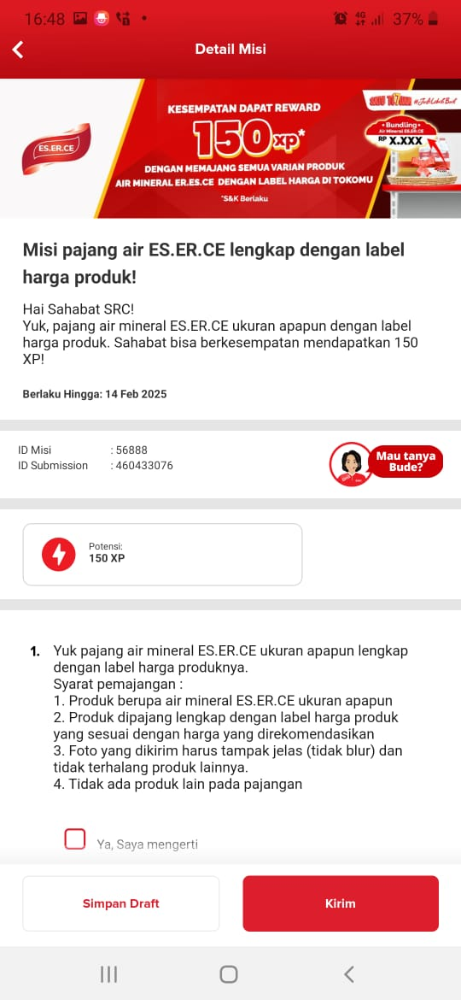 16:48
4G
37%
Detail Misi
ES.ER.CE
KESEMPATAN DAPAT REWARD
150xp*
DENGAN MEMAJANG SEMUA VARIAN PRODUK
AIR MINERAL ER.ES.CE DENGAN LABEL HARGA DI TOKOMU
*S&K Berlaku
Bundling
Air Mineral ES.ER.CE
RP X.XXX
Misi pajang air ES.ER.CE lengkap dengan label
harga produk!
Hai Sahabat SRC!
Yuk, pajang air mineral ES.ER.CE ukuran apapun dengan label
harga produk. Sahabat bisa berkesempatan mendapatkan 150
XP!
Berlaku Hingga: 14 Feb 2025
ID Misi : 56888
ID Submission : 460433076
Mau tanya
Bude?
Potensi:
150 XP
1. Yuk pajang air mineral ES.ER.CE ukuran apapun lengkap
dengan label harga produknya.
Syarat pemajangan :
1. Produk berupa air mineral ES.ER.CE ukuran apapun
2. Produk dipajang lengkap dengan label harga produk
yang sesuai dengan harga yang direkomendasikan
3. Foto yang dikirim harus tampak jelas (tidak blur) dan
tidak terhalang produk lainnya.
4. Tidak ada produk lain pada pajangan
Ya, Saya mengerti
Simpan Draft
Kirim